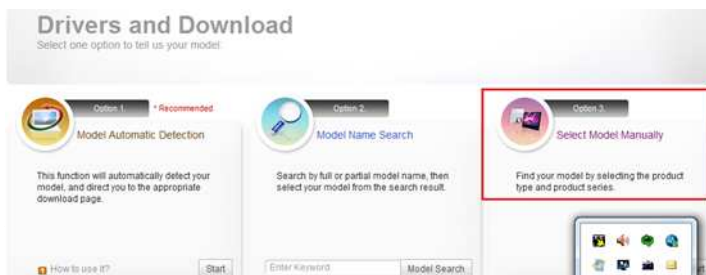 Drivers and Download
Select one option to tell us your model.
Option 1.
* Recommended
Model Automatic Detection
This function will automatically detect your
model, and direct you to the appropriate
download page.
How to use it?
Start
Option 2.
Model Name Search
Search by full or partial model name, then
select your model from the search result.
Enter Keyword
Model Search
Option 3.
Select Model Manually
Find your model by selecting the product
type and product series.